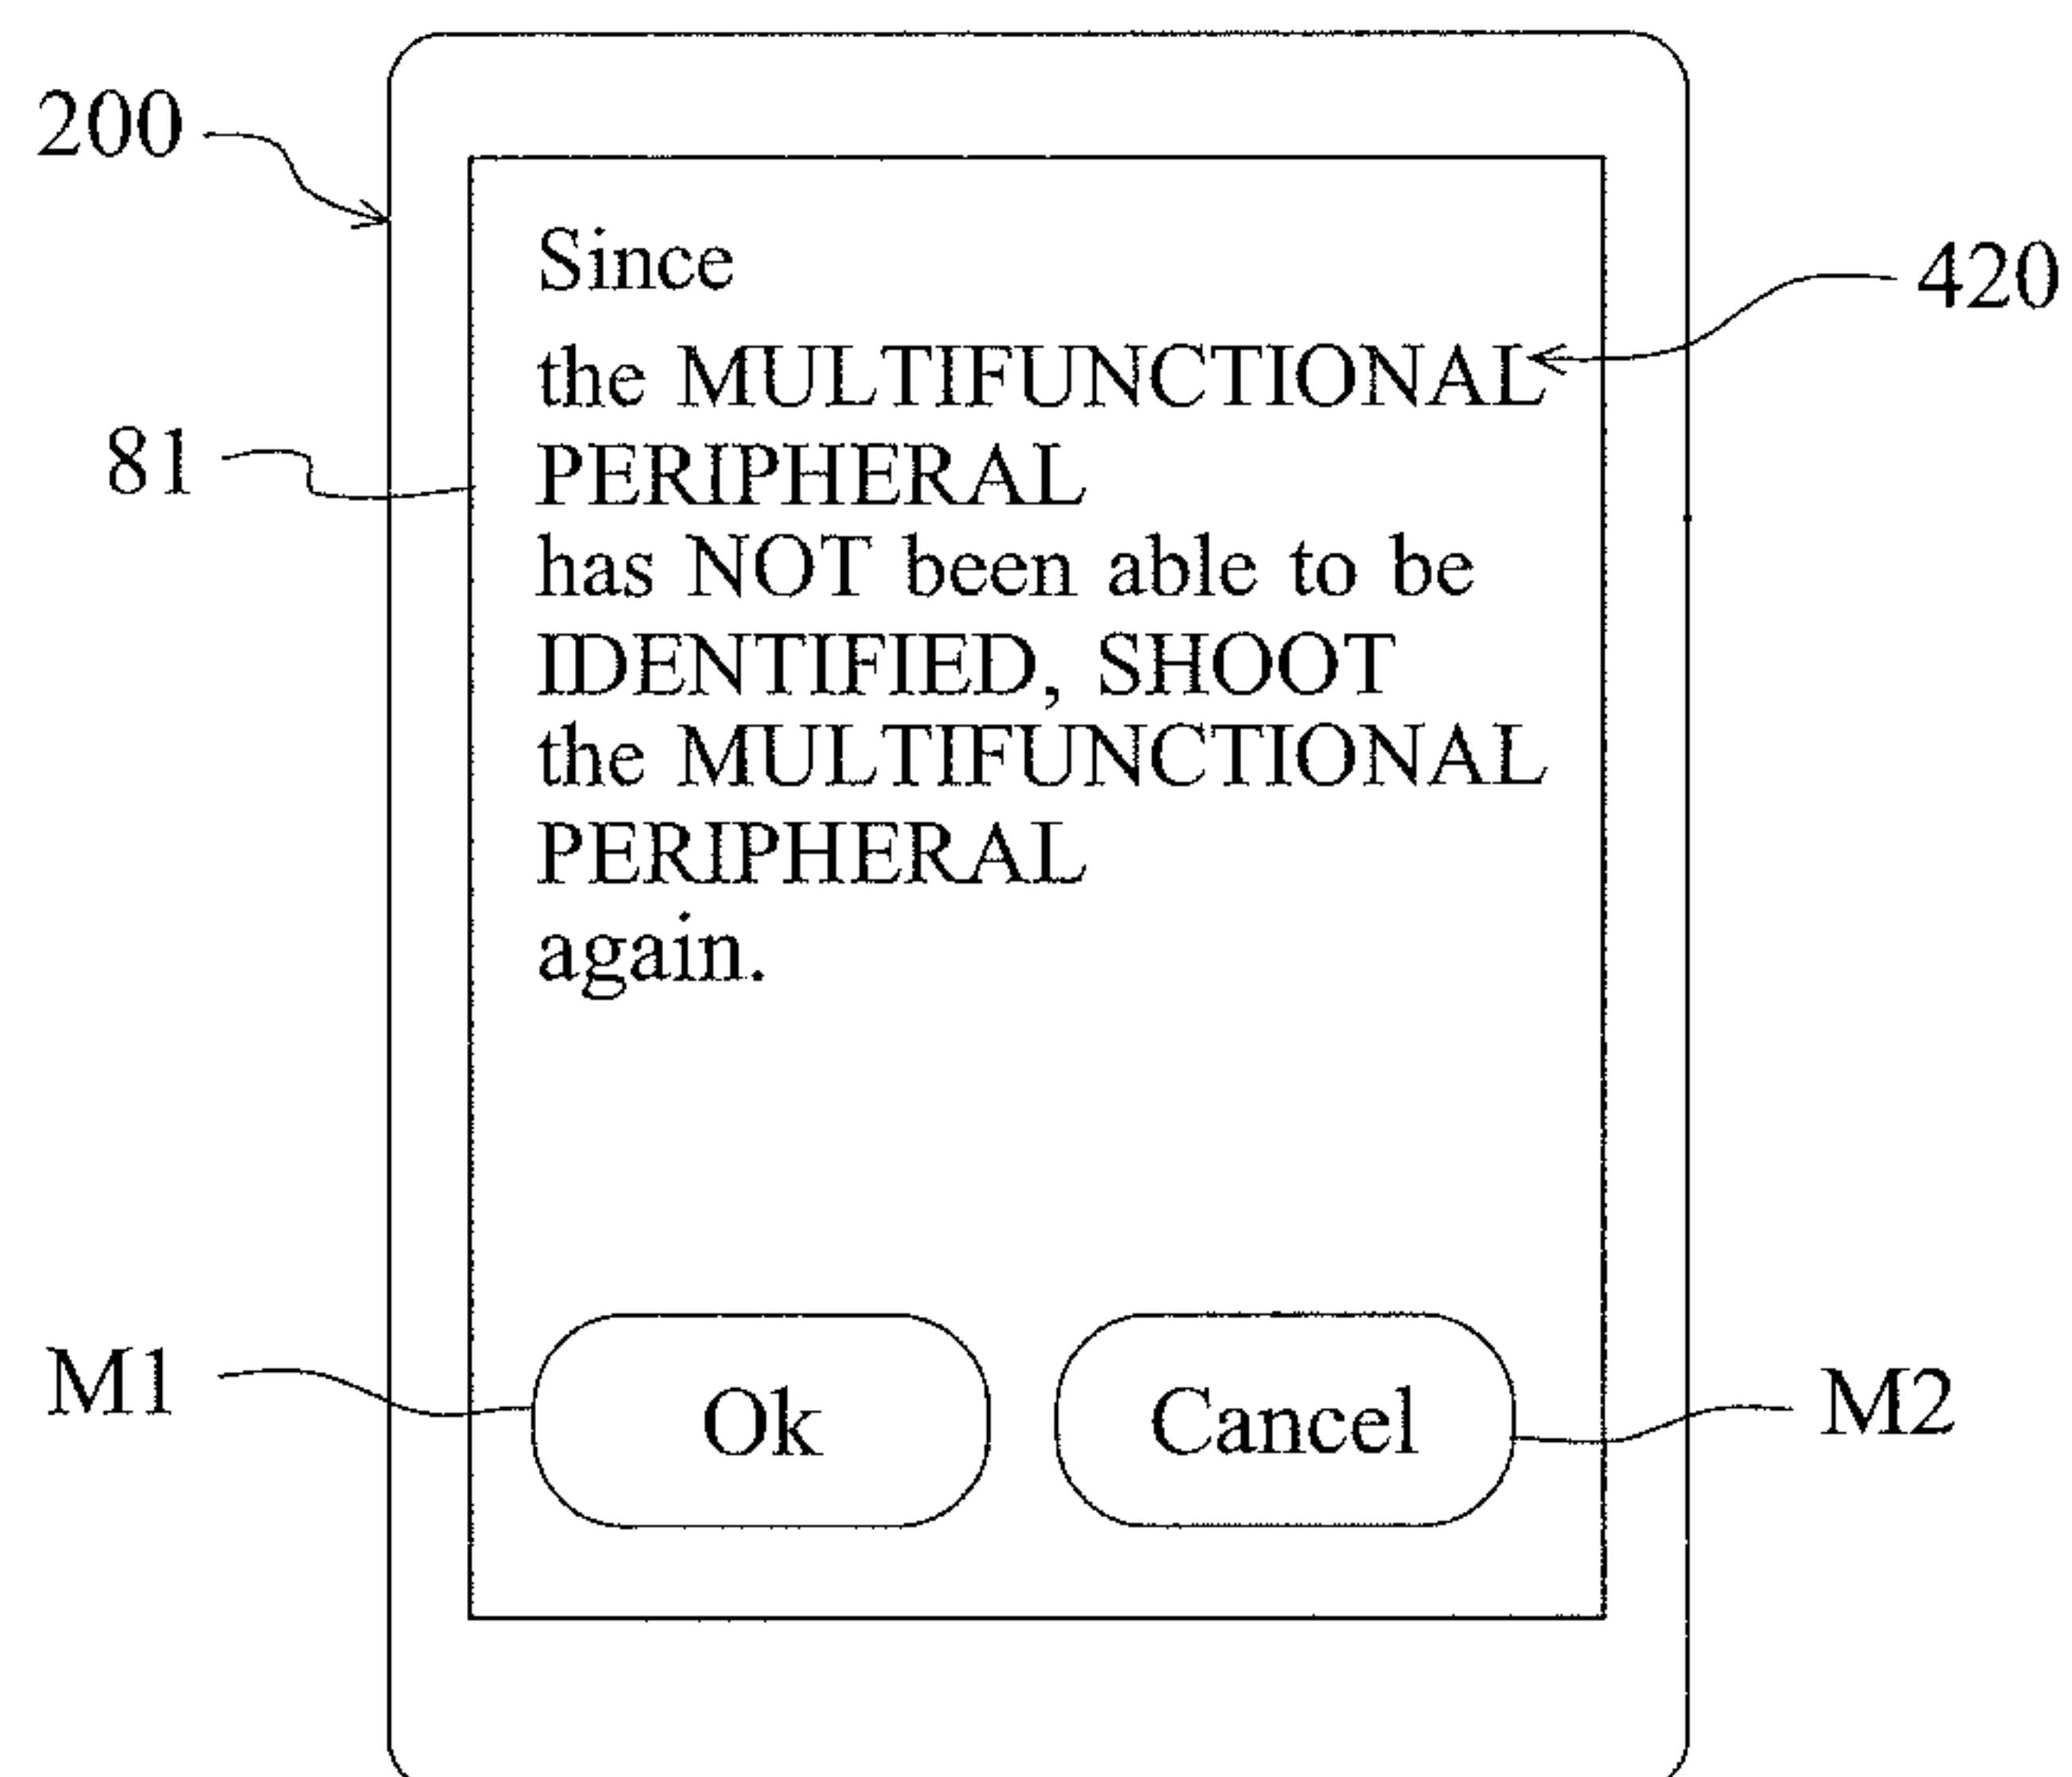 200
Since
420
the MULTIFUNCTIONAL
81
PERIPHERAL
has NOT been able to be
IDENTIFIED, SHOOT
the MULTIFUNCTIONAL
PERIPHERAL
again.
M1
Ok
Cancel
M2